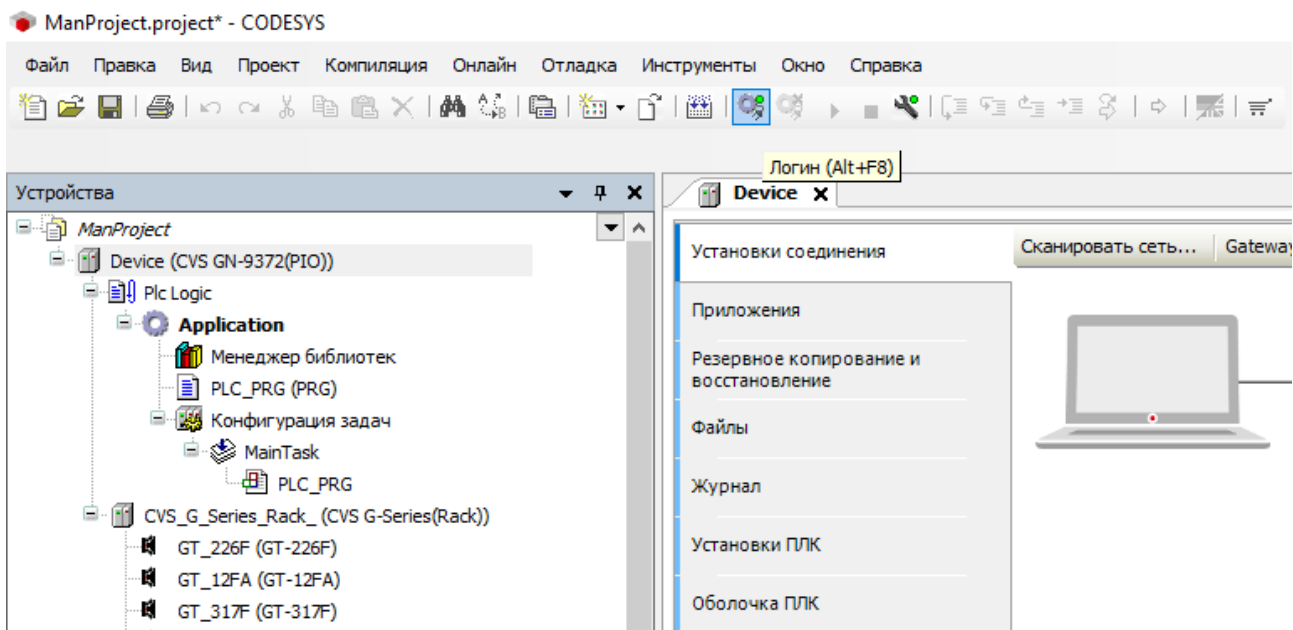 ManProject.project* - CODESYS
Файл Правка Вид Проект Компиляция Онлайн Отладка Инструменты Окно Справка
Логин (Alt+F8)
Устройства
Device
ManProject
Device (CVS GN-9372(PIO))
Plc Logic
Application
Менеджер библиотек
PLC_PRG (PRG)
Конфигурация задач
MainTask
PLC_PRG
CVS_G_Series_Rack_ (CVS G-Series(Rack))
GT_226F (GT-226F)
GT_12FA (GT-12FA)
GT_317F (GT-317F)
Установки соединения
Сканировать сеть... Gateway
Приложения
Резервное копирование и
восстановление
Файлы
Журнал
Установки ПЛК
Оболочка ПЛК